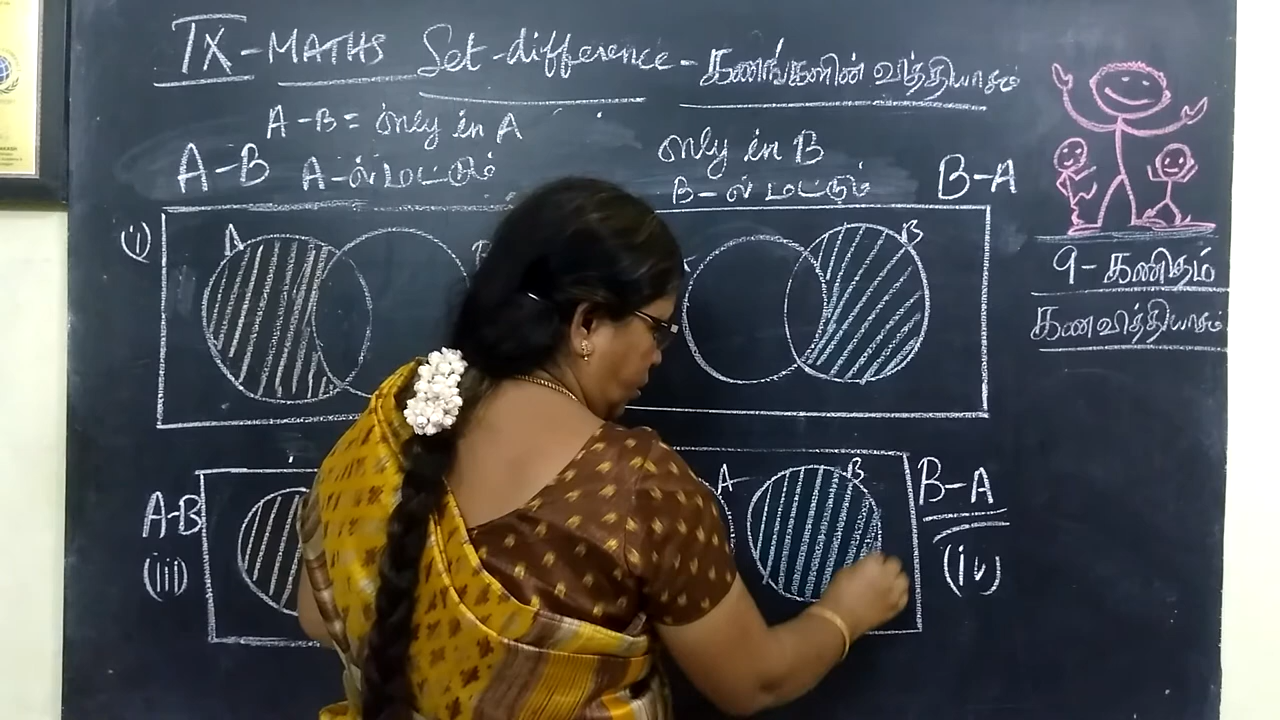 IX - MATHS Set-difference - கணங்களின் வித்தியாசம்
A-B = only in A
only in B
A-B A-ல் மட்டும்
B-ல் மட்டும் B-A
(i) A B
9 - கணிதம்
கணவித்தியாசம்
A-B
(iii)
A B
B-A
(iv)